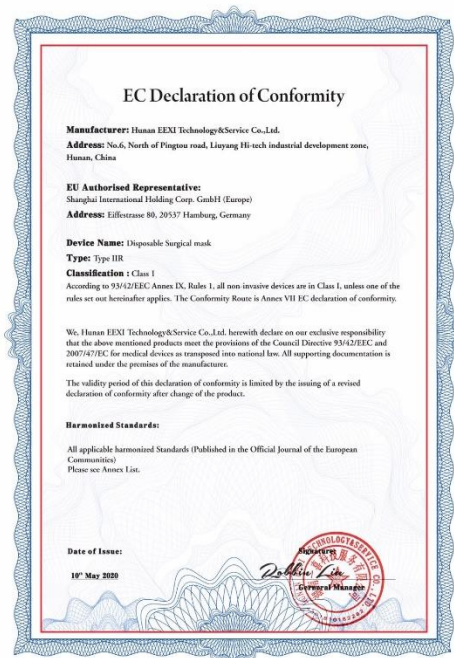 EC Declaration of Conformity
Manufacturer: Hunan EEXI Technology&Service Co.,Ltd.
Address: No.6, North of Pingtou road, Liuyang Hi-tech industrial development zone,
Hunan, China
EU Authorised Representative:
Shanghai International Holding Corp. GmbH (Europe)
Address: Eiffestrasse 80, 20537 Hamburg, Germany
Device Name: Disposable Surgical mask
Type: Type IIR
Classification : Class I
According to 93/42/EEC Annex IX, Rules 1, all non invasive devices are in Class I, unless one of the
rules set out hereinafter applies. The Conformity Route is Annex VII EC declaration of conformity.
We, Hunan EEXI Technology&Service Co.,Ltd. herewith declare on our exclusive responsibility
that the above mentioned products meet the provisions of the Council Directive 93/42/EEC and
2007/47/EC for medical devices as transposed into national law. All supporting documentation is
retained under the premises of the manufacturer.
The validity period of this declaration of conformity is limited by the issuing of a revised
declaration of conformity after change of the product.
Harmonized Standards:
All applicable harmonized Standards (Published in the Official Journal of the European
Communities)
Please see Annex List.
Date of Issue:
Signature:
10" May 2020
Robbin Liu
Gerneral Manager